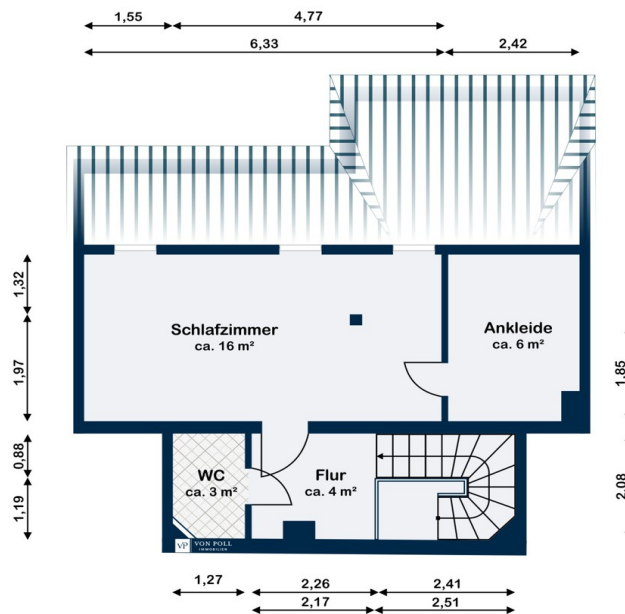 1,55
4,77
6,33
2,42
1,32
1,97
0,88
1,19
Schlafzimmer
ca. 16 m²
Ankleide
ca. 6 m²
1,85
2,08
WC
ca. 3 m²
Flur
ca. 4 m²
VP
VON POLL
IMMOBILIEN
1,27
2,26
2,41
2,17
2,51